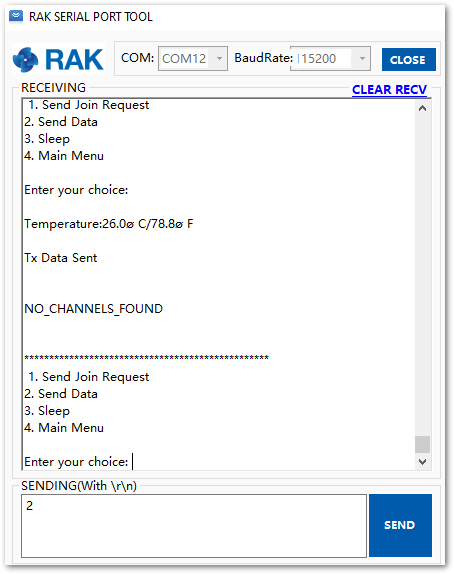 RAK SERIAL PORT TOOL
RAK COM: COM12 BaudRate: 115200 CLOSE
RECEIVING CLEAR RECV
1. Send Join Request
2. Send Data
3. Sleep
4. Main Menu
Enter your choice:
Temperature:26.0ø C/78.8ø F
Tx Data Sent
NO_CHANNELS_FOUND
*************************************************
1. Send Join Request
2. Send Data
3. Sleep
4. Main Menu
Enter your choice:
SENDING(With \r\n)
2
SEND